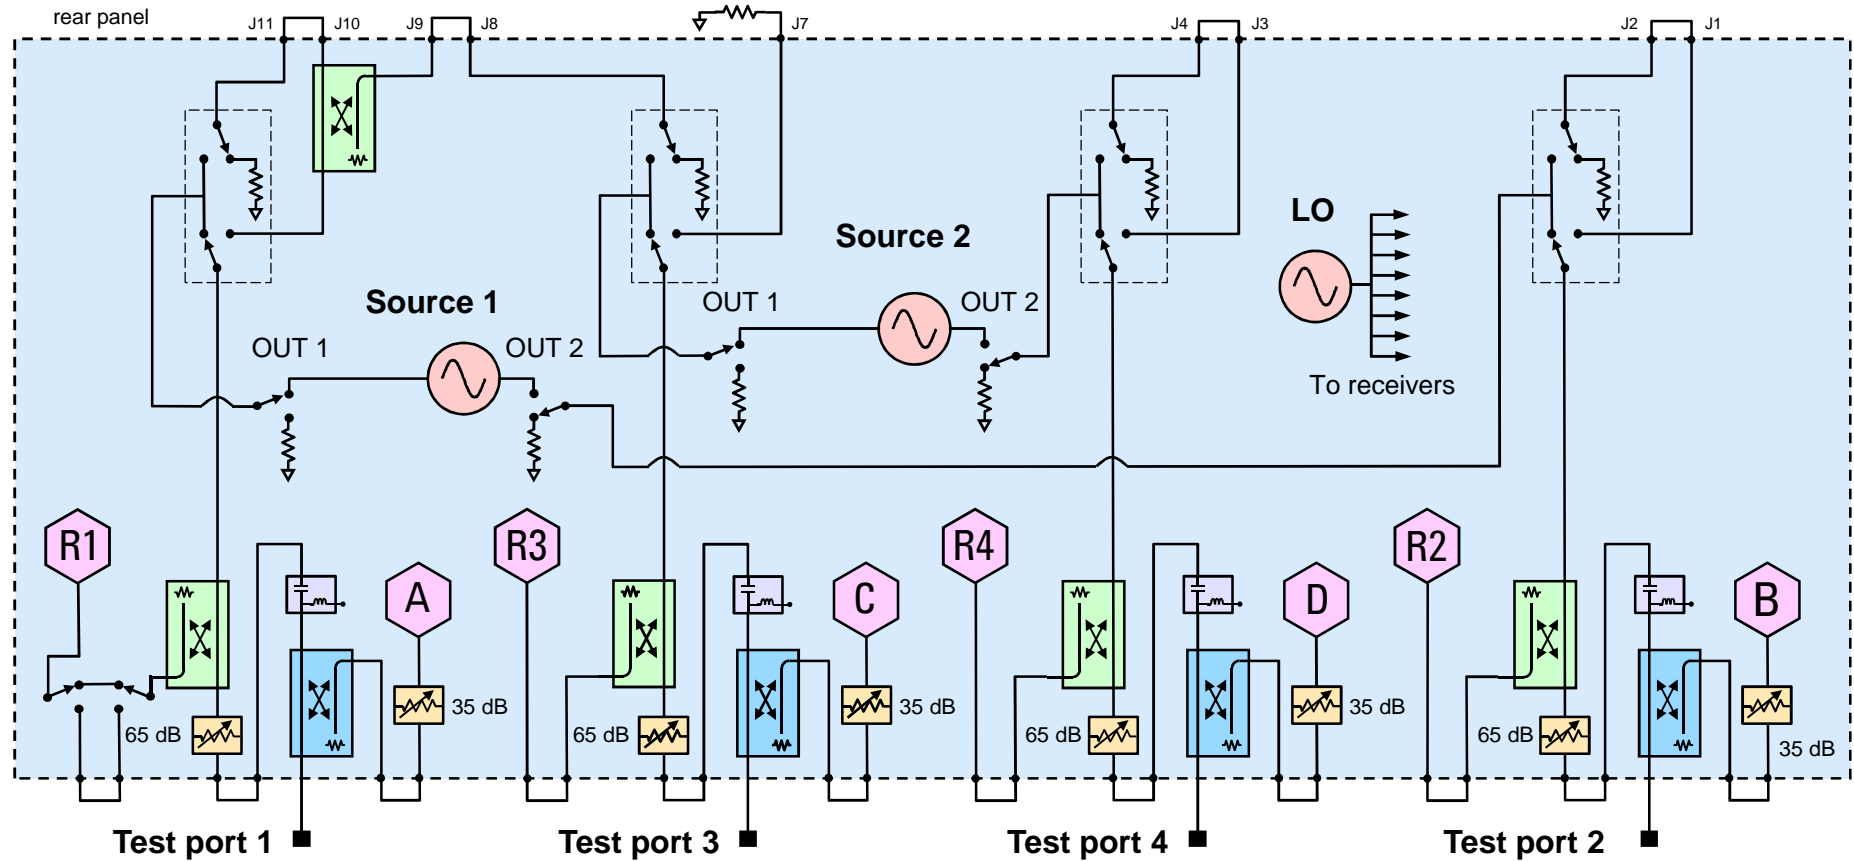 rear panel
J11
J10
J9
J8
J7
J4
J3
J2
J1
LO
Source 2
OUT 1
OUT 2
Source 1
OUT 1
OUT 2
To receivers
R1
A
R3
C
R4
D
R2
B
35 dB
35 dB
35 dB
65 dB
65 dB
65 dB
65 dB
35 dB
Test port 1
Test port 3
Test port 4
Test port 2